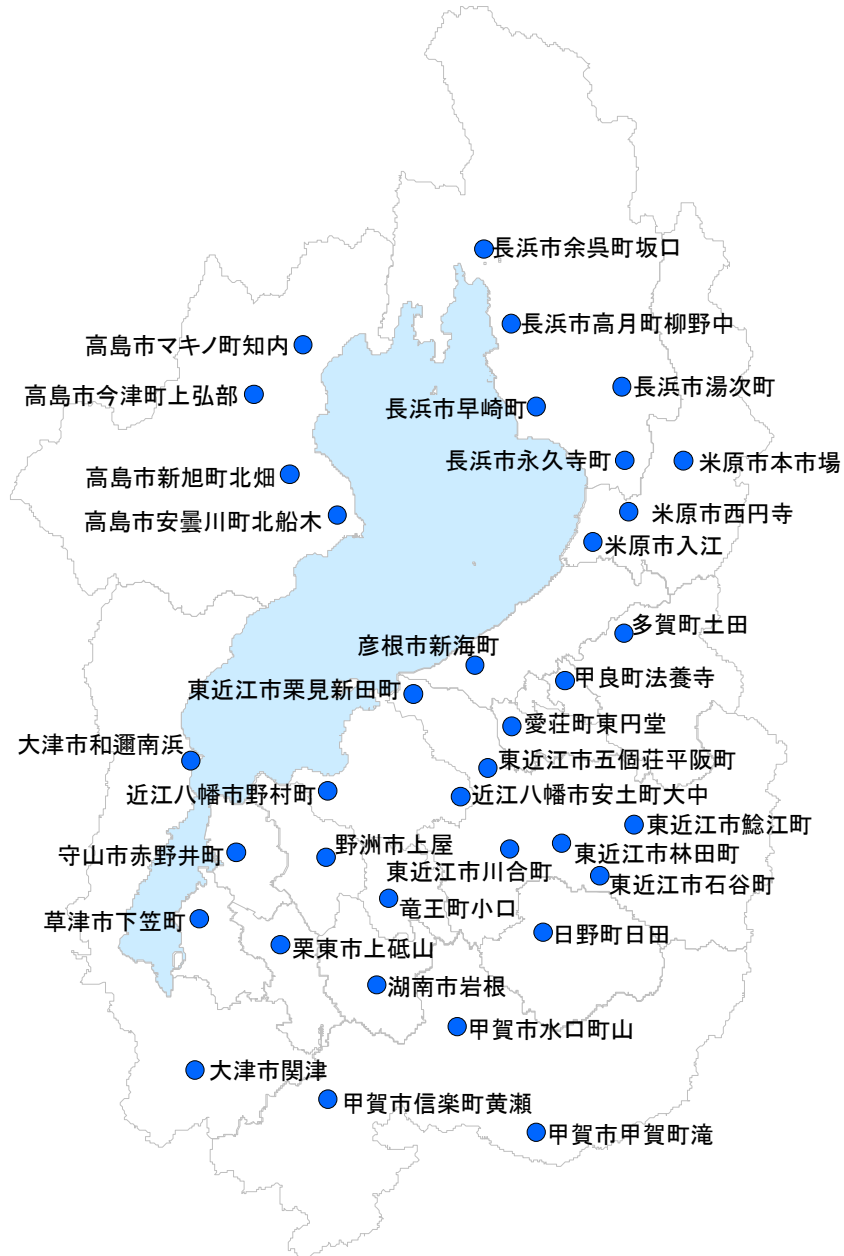 長浜市余呉町坂口
長浜市高月町柳野中
高島市マキノ町知内
長浜市湯次町
高島市今津町上弘部
長浜市早崎町
長浜市永久寺町
米原市本市場
高島市新旭町北畑
米原市西円寺
高島市安曇川町北船木
米原市入江
多賀町土田
彦根市新海町
甲良町法養寺
東近江市栗見新田町
愛荘町東円堂
大津市和邇南浜
東近江市五個荘平阪町
近江八幡市野村町
近江八幡市安土町大中
東近江市鯰江町
守山市赤野井町
野洲市上屋
東近江市林田町
東近江市川合町
東近江市石谷町
竜王町小口
草津市下笠町
日野町日田
栗東市上砥山
湖南市岩根
甲賀市水口町山
大津市関津
甲賀市信楽町黄瀬
甲賀市甲賀町滝